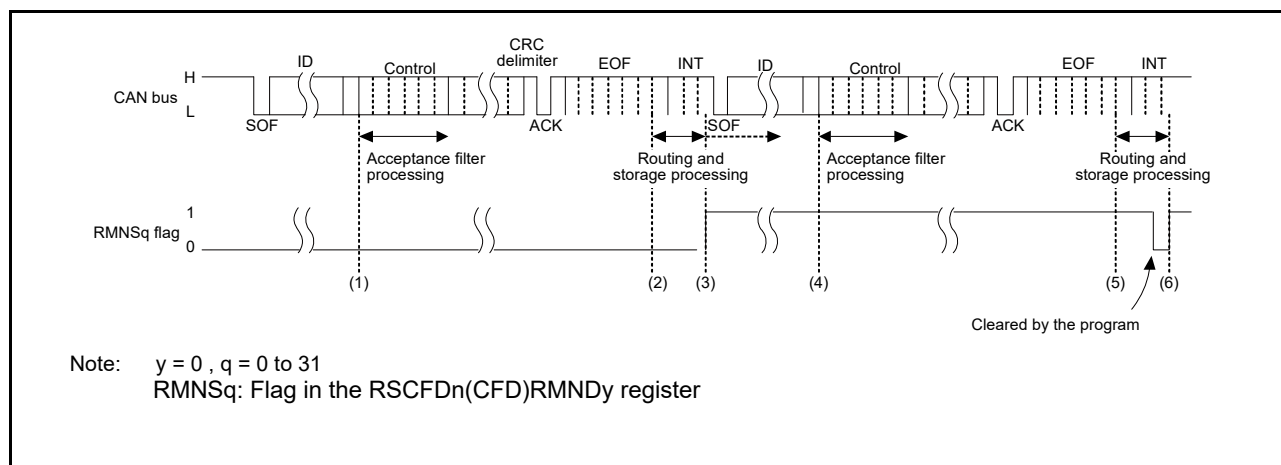 CRC
delimiter
ID Control EOF INT ID Control EOF INT
H
CAN bus
L
SOF ACK SOF ACK
Acceptance filter
processing
Routing and
storage processing
Acceptance filter
processing
Routing and
storage processing
1
RMNSq flag
0
(1) (2) (3) (4) (5) (6)
Cleared by the program
Note: y = 0 , q = 0 to 31
RMNSq: Flag in the RSCFDn(CFD)RMNDy register